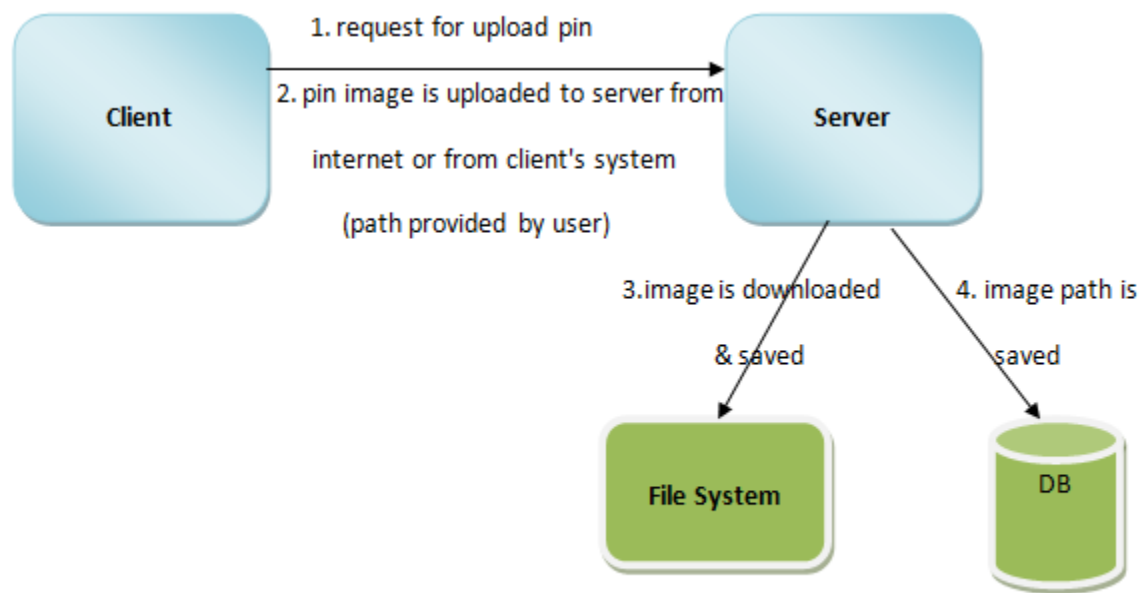 1. request for upload pin
Client
2. pin image is uploaded to server from
Server
internet or from client's system
(path provided by user)
3.image is downloaded
& saved
4. image path is
saved
File System
DB